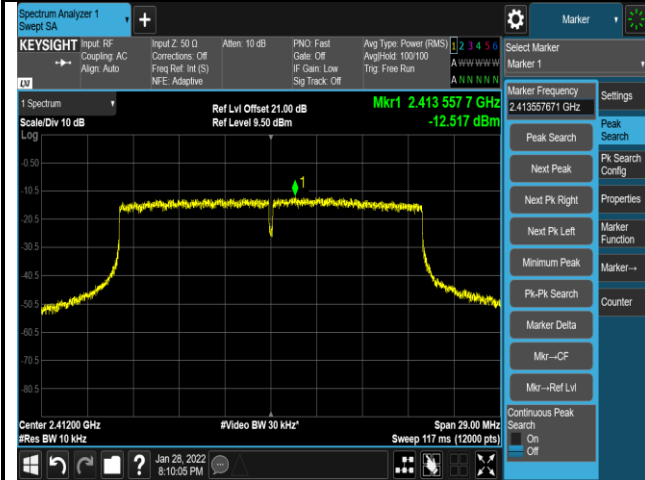 Spectrum Analyzer 1
Swept SA
+
Marker
KEYSIGHT
Input: RF
Coupling: AC
Align: Auto
Input Z: 50 Ω
Corrections: Off
Freq Ref: Int (S)
NFE: Adaptive
Atten: 10 dB
PNO: Fast
Gate: Off
IF Gain: Low
Sig Track: Off
Avg Type: Power (RMS)
Avg|Hold: 100/100
Trig: Free Run
1 2 3 4 5 6
A W W W W W
A N N N N N
Select Marker
Marker 1
1 Spectrum
Scale/Div 10 dB
Ref Lvl Offset 21.00 dB
Ref Level 9.50 dBm
Mkr1 2.413 557 7 GHz
-12.517 dBm
Log
-0.50
-10.5
-20.5
-30.5
-40.5
-50.5
-60.5
-70.5
-80.5
1
Center 2.41200 GHz
#Res BW 10 kHz
#Video BW 30 kHz*
Span 29.00 MHz
Sweep 117 ms (12000 pts)
Marker Frequency
2.413557671 GHz
Peak Search
Next Peak
Next Pk Right
Next Pk Left
Minimum Peak
Pk-Pk Search
Marker Delta
Mkr→CF
Mkr→Ref Lvl
Continuous Peak
Search
On
Off
Settings
Peak
Search
Pk Search
Config
Properties
Marker
Function
Marker→
Counter
?
Jan 28, 2022
8:10:05 PM